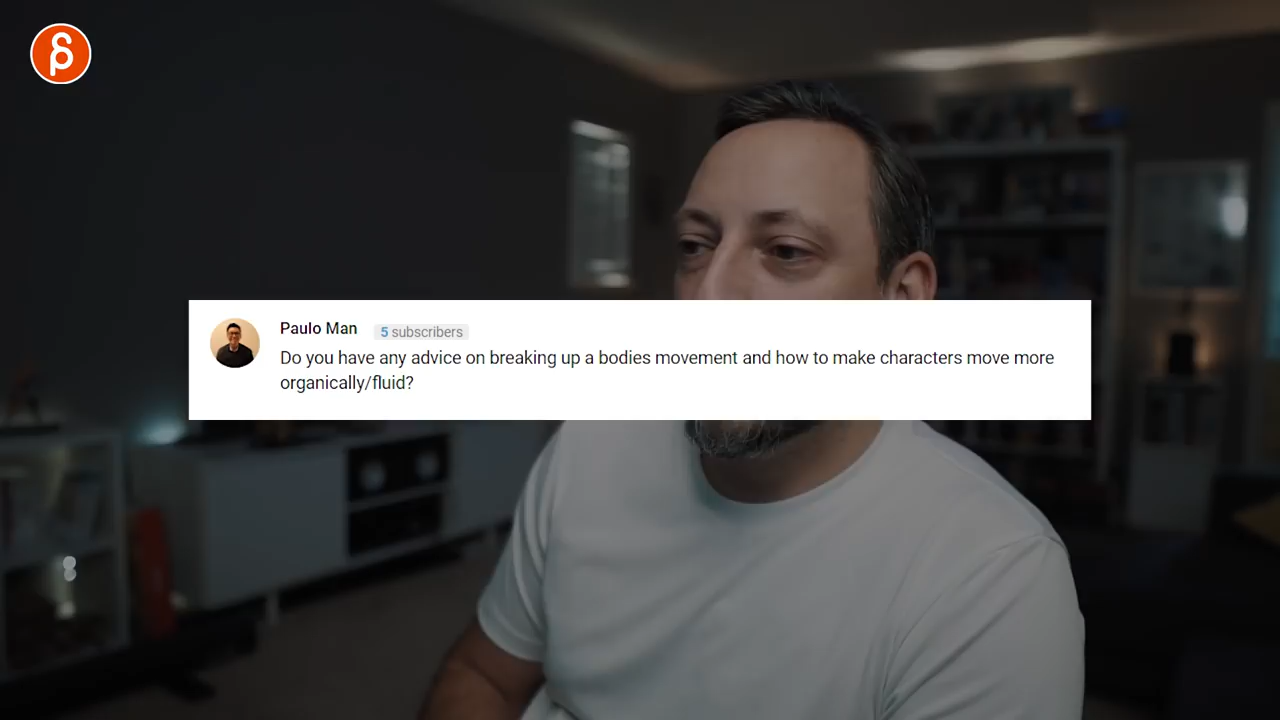 Paulo Man 5 subscribers
Do you have any advice on breaking up a bodies movement and how to make characters move more
organically/fluid?